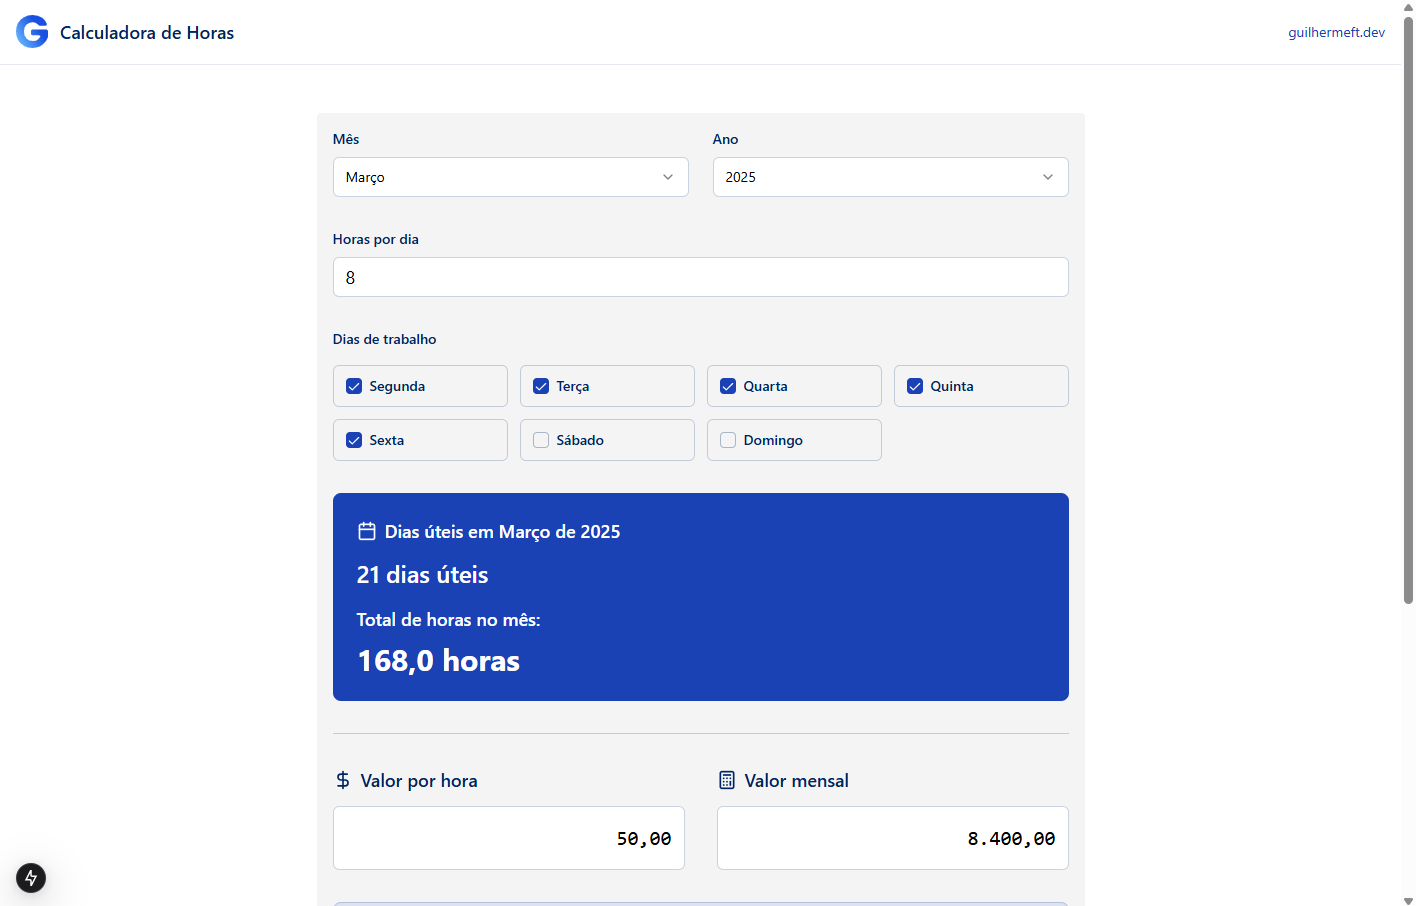 Calculadora de Horas
guilhermeft.dev
Mês
Ano
Março
2025
Horas por dia
8
Dias de trabalho
Segunda
Terça
Quarta
Quinta
Sexta
Sábado
Domingo
Dias úteis em Março de 2025
21 dias úteis
Total de horas no mês:
168,0 horas
Valor por hora
Valor mensal
50,00
8.400,00